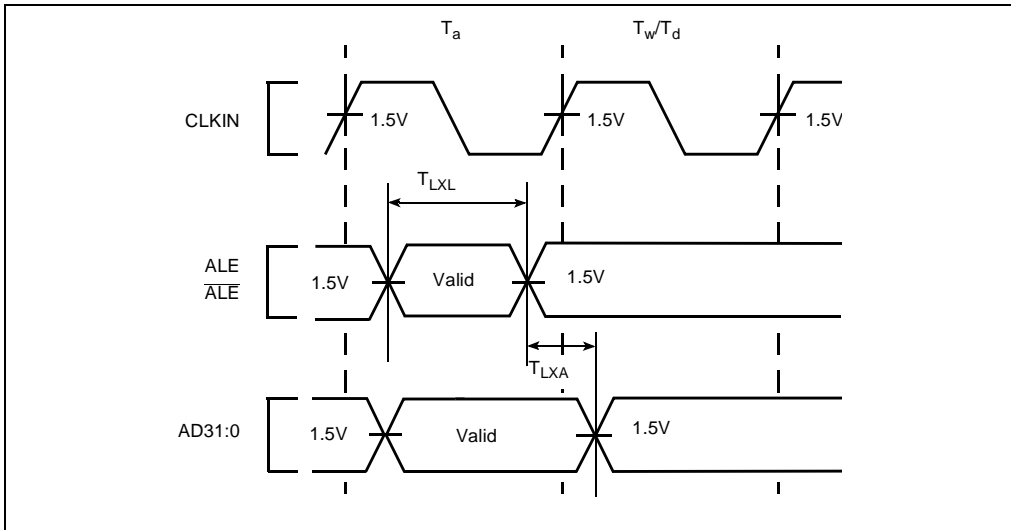 Ta Tw/Td
CLKIN 1.5V 1.5V 1.5V
TLXL
ALE
ALE 1.5V Valid 1.5V
TLXA
AD31:0 1.5V Valid 1.5V